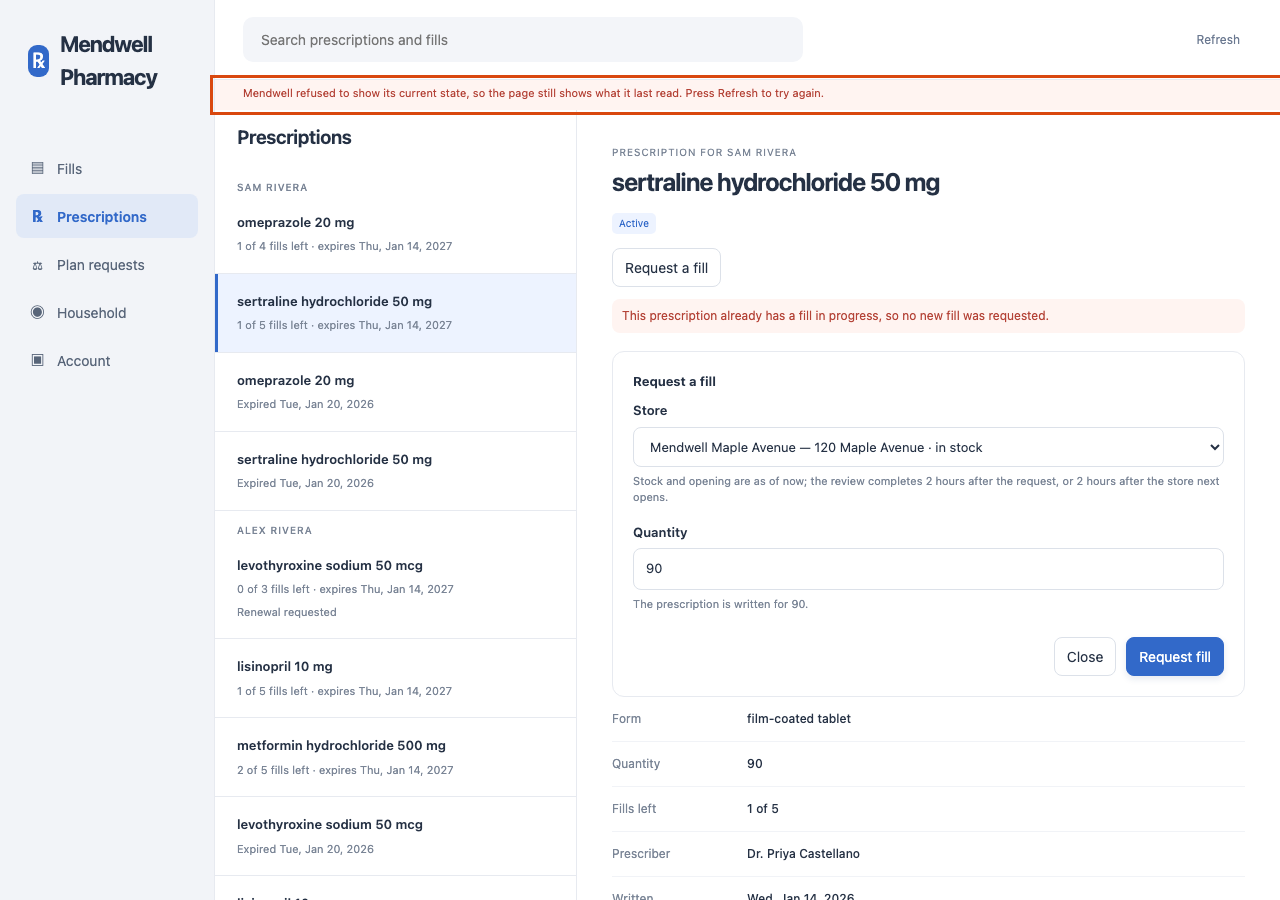 Mendwell
Pharmacy
Fills
Prescriptions
Plan requests
Household
Account
Search prescriptions and fills
Refresh
Mendwell refused to show its current state, so the page still shows what it last read. Press Refresh to try again.
Prescriptions
SAM RIVERA
omeprazole 20 mg
1 of 4 fills left · expires Thu, Jan 14, 2027
sertraline hydrochloride 50 mg
1 of 5 fills left · expires Thu, Jan 14, 2027
omeprazole 20 mg
Expired Tue, Jan 20, 2026
sertraline hydrochloride 50 mg
Expired Tue, Jan 20, 2026
ALEX RIVERA
levothyroxine sodium 50 mcg
0 of 3 fills left · expires Thu, Jan 14, 2027
Renewal requested
lisinopril 10 mg
1 of 5 fills left · expires Thu, Jan 14, 2027
metformin hydrochloride 500 mg
2 of 5 fills left · expires Thu, Jan 14, 2027
levothyroxine sodium 50 mcg
Expired Tue, Jan 20, 2026
PRESCRIPTION FOR SAM RIVERA
sertraline hydrochloride 50 mg
Active
Request a fill
This prescription already has a fill in progress, so no new fill was requested.
Request a fill
Store
Mendwell Maple Avenue — 120 Maple Avenue · in stock
Stock and opening are as of now; the review completes 2 hours after the request, or 2 hours after the store next
opens.
Quantity
90
The prescription is written for 90.
Close
Request fill
Form
film-coated tablet
Quantity
90
Fills left
1 of 5
Prescriber
Dr. Priya Castellano
Written
Wed, Jan 14, 2026